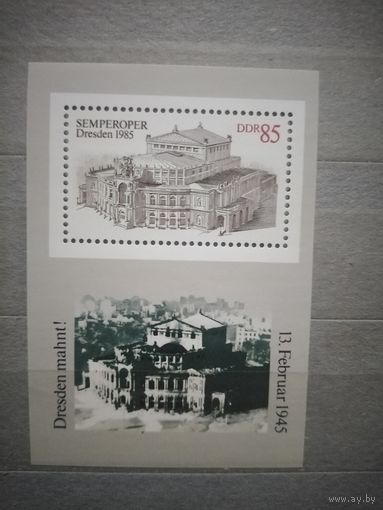 SEMPEROPER
Dresden 1985
DDR 85
Dresden mahnt!
13. Februar 1945
www.ay.by